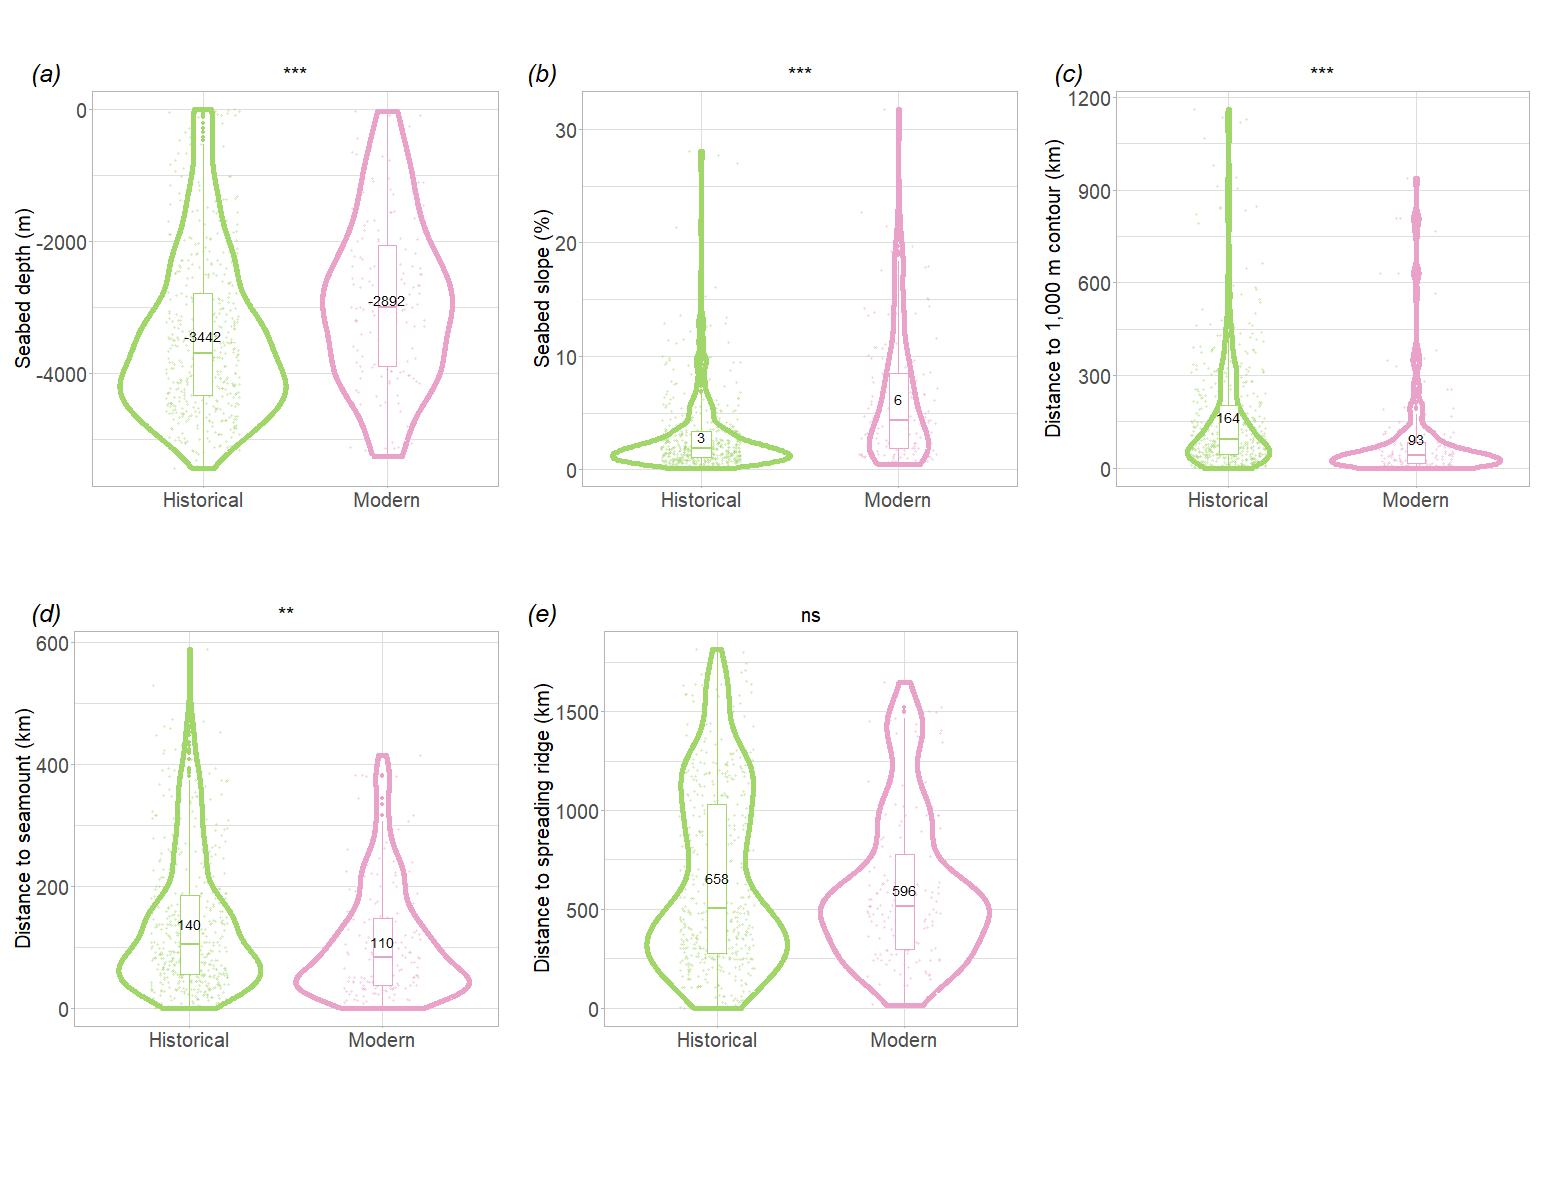 (a)
***
Seabed depth (m)
0
-2000
-4000
-3442
-2892
Historical
Modern
(b)
***
Seabed slope (%)
30
20
10
0
3
6
Historical
Modern
(c)
***
Distance to 1,000 m contour (km)
1200
900
600
300
0
164
93
Historical
Modern
(d)
**
Distance to seamount (km)
600
400
200
0
140
110
Historical
Modern
(e)
ns
Distance to spreading ridge (km)
1500
1000
500
0
658
596
Historical
Modern